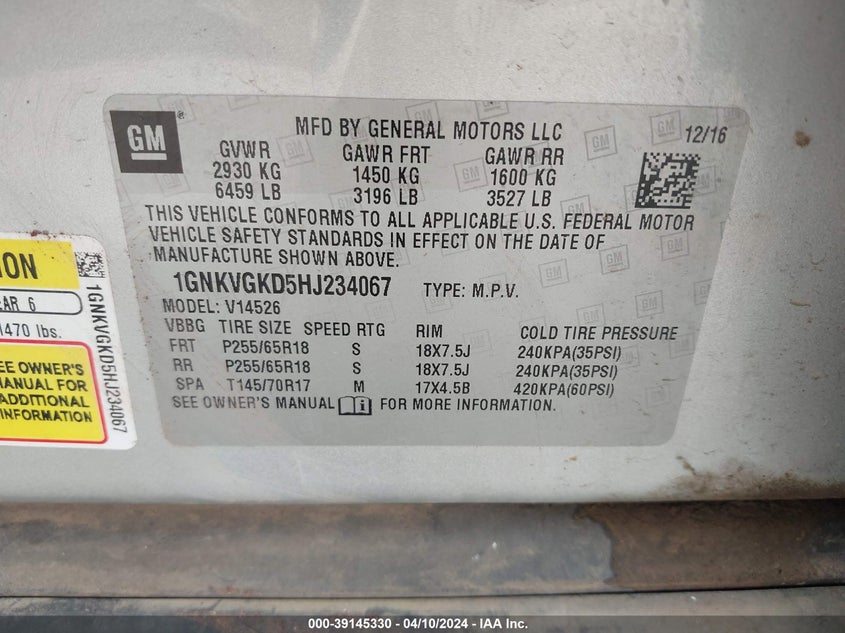 GM
MFD BY GENERAL MOTORS LLC
12/16
GVWR GAWR FRT GAWR RR
2930 KG 1450 KG 1600 KG
6459 LB 3196 LB 3527 LB
THIS VEHICLE CONFORMS TO ALL APPLICABLE U.S. FEDERAL MOTOR
VEHICLE SAFETY STANDARDS IN EFFECT ON THE DATE OF
MANUFACTURE SHOWN ABOVE.
1GNKVGKD5HJ234067 TYPE: M.P.V.
MODEL: V14526
VBBG TIRE SIZE SPEED RTG RIM COLD TIRE PRESSURE
FRT P255/65R18 S 18X7.5J 240KPA(35PSI)
RR P255/65R18 S 18X7.5J 240KPA(35PSI)
SPA T145/70R17 M 17X4.5B 420KPA(60PSI)
SEE OWNER'S MANUAL FOR MORE INFORMATION.
ION
EAR 6
1470 lbs.
SEE OWNER'S
MANUAL FOR
ADDITIONAL
INFORMATION
1GNKVGKD5HJ234067
000-39145330 - 04/10/2024 - IAA Inc.